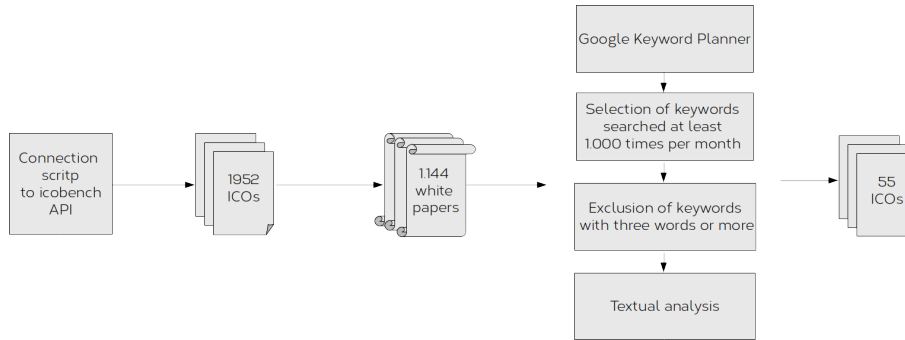 Connection
scritp
to icobench
API
1952
ICOs
1.144
white
papers
Google Keyword Planner
Selection of keywords
searched at least
1.000 times per month
Exclusion of keywords
with three words or more
Textual analysis
55
ICOs